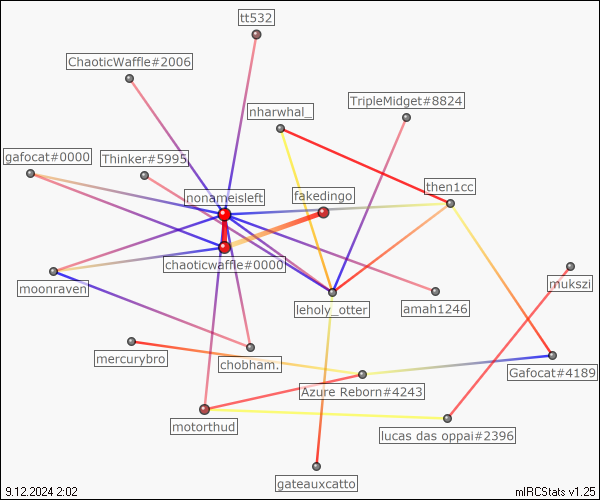 tt532
ChaoticWaffle#2006
TripleMidget#8824
nharwhal_
gafocat#0000
Thinker#5995
then1cc
nonameisleft
fakedingo
chaoticwaffle#0000
moonraven
mukszi
leholy_otter
amah1246
mercurybro
chobham.
Gafocat#4189
Azure Reborn#4243
motorthud
lucas das oppai#2396
gateauxcatto
9.12.2024 2:02
mIRCStats v1.25